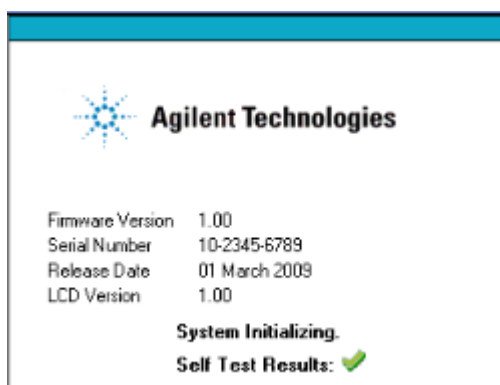 Agilent Technologies
Firmware Version 1.00
Serial Number 10-2345-6789
Release Date 01 March 2009
LCD Version 1.00
System Initializing.
Self Test Results: